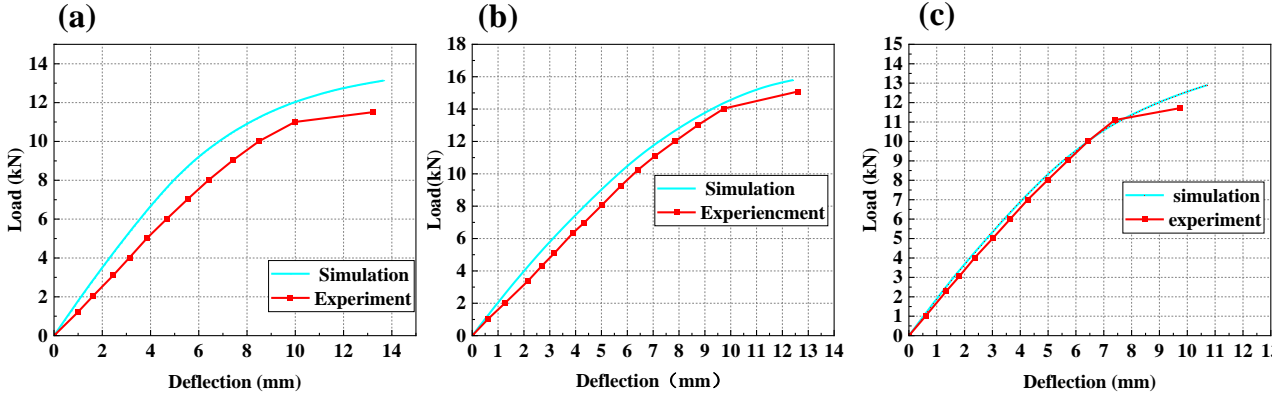 (a)
14
12
10
8
6
4
2
0
Load (kN)
0 2 4 6 8 10 12 14
Deflection (mm)
Simulation
Experiment
(b)
18
16
14
12
10
8
6
4
2
0
Load(kN)
0 1 2 3 4 5 6 7 8 9 10 11 12 13 14
Deflection（mm）
Simulation
Experiencment
(c)
15
14
13
12
11
10
9
8
7
6
5
4
3
2
1
0
Load (kN)
0 1 2 3 4 5 6 7 8 9 10 11 12 13
Deflection (mm)
simulation
experiment